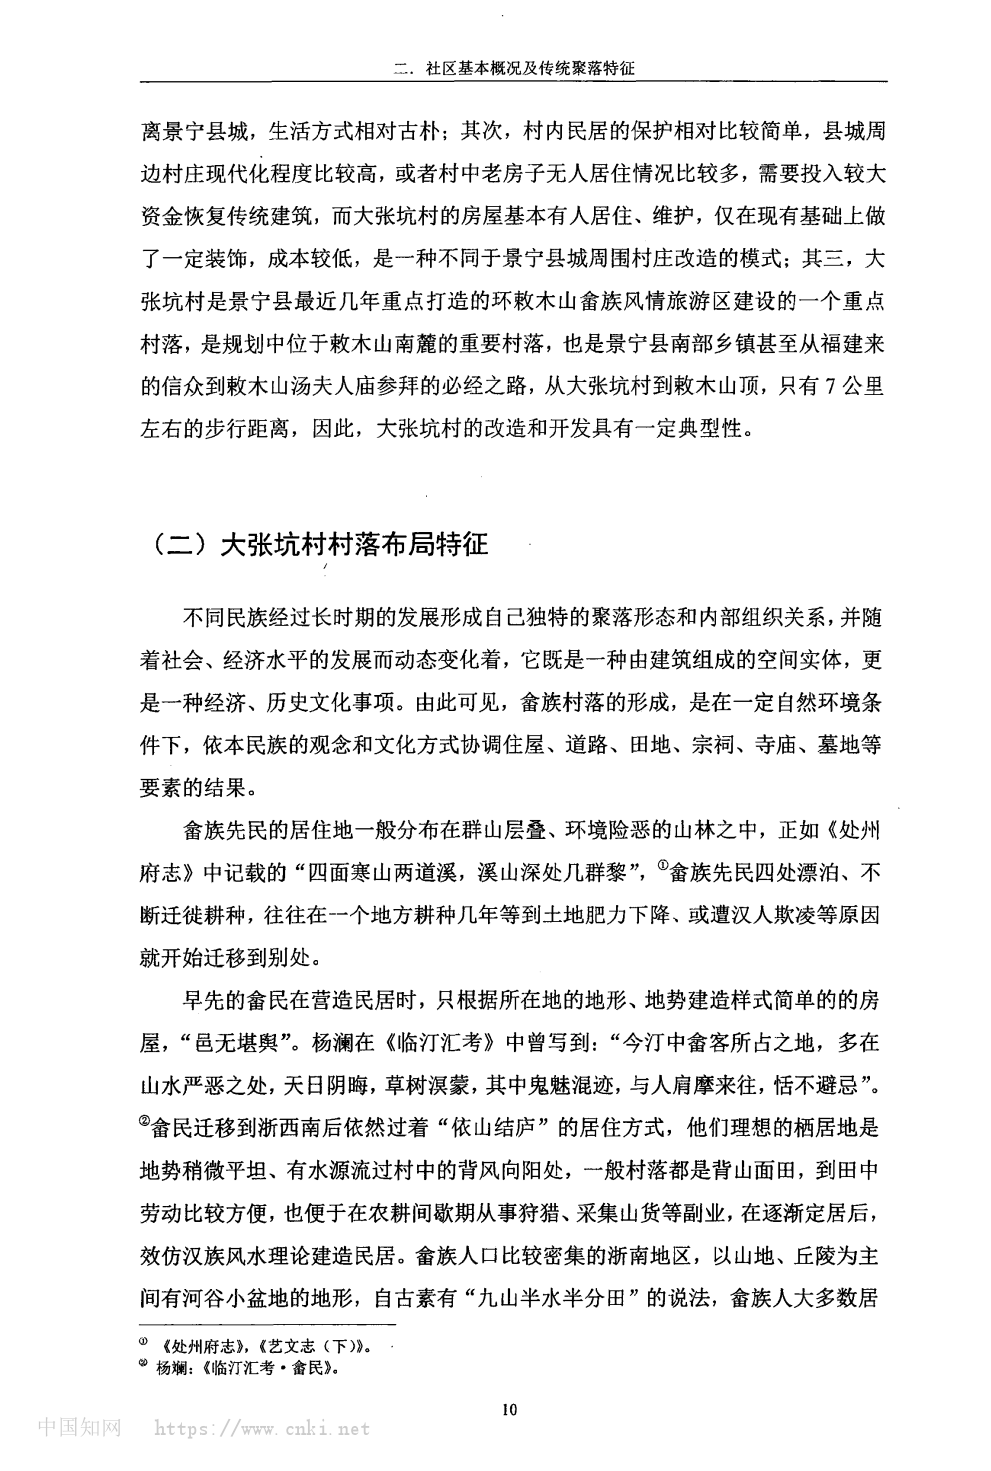 二．社区基本概况及传统聚落特征
离景宁县城，生活方式相对古朴；其次，村内民居的保护相对比较简单，县城周
边村庄现代化程度比较高，或者村中老房子无人居住情况比较多，需要投入较大
资金恢复传统建筑，而大张坑村的房屋基本有人居住、维护，仅在现有基础上做
了一定装饰，成本较低，是一种不同于景宁县城周围村庄改造的模式；其三，大
张坑村是景宁县最近几年重点打造的环敕木山畲族风情旅游区建设的一个重点
村落，是规划中位于敕木山南麓的重要村落，也是景宁县南部乡镇甚至从福建来
的信众到敕木山汤夫人庙参拜的必经之路，从大张坑村到敕木山顶，只有 7 公里
左右的步行距离，因此，大张坑村的改造和开发具有一定典型性。
（二）大张坑村村落布局特征
不同民族经过长时期的发展形成自己独特的聚落形态和内部组织关系，并随
着社会、经济水平的发展而动态变化着，它既是一种由建筑组成的空间实体，更
是一种经济、历史文化事项。由此可见，畲族村落的形成，是在一定自然环境条
件下，依本民族的观念和文化方式协调住屋、道路、田地、宗祠、寺庙、墓地等
要素的结果。
畲族先民的居住地一般分布在群山层叠、环境险恶的山林之中，正如《处州
府志》中记载的“四面寒山两道溪，溪山深处几群黎”，①畲族先民四处漂泊、不
断迁徙耕种，往往在一个地方耕种几年等到土地肥力下降、或遭汉人欺凌等原因
就开始迁移到别处。
早先的畲民在营造民居时，只根据所在地的地形、地势建造样式简单的的房
屋，“邑无堪舆”。杨澜在《临汀汇考》中曾写到：“今汀中畲客所占之地，多在
山水严恶之处，天日阴晦，草树溟蒙，其中鬼魅混迹，与人肩摩来往，恬不避忌”。
②畲民迁移到浙西南后依然过着“依山结庐”的居住方式，他们理想的栖居地是
地势稍微平坦、有水源流过村中的背风向阳处，一般村落都是背山面田，到田中
劳动比较方便，也便于在农耕间歇期从事狩猎、采集山货等副业，在逐渐定居后，
效仿汉族风水理论建造民居。畲族人口比较密集的浙南地区，以山地、丘陵为主
间有河谷小盆地的地形，自古素有“九山半水半分田”的说法，畲族人大多数居
① 《处州府志》，《艺文志（下）》。
② 杨斓：《临汀汇考·畲民》。
10
中国知网 https://www.cnki.net